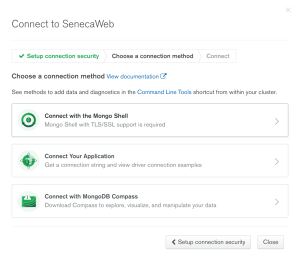 Connect to SenecaWeb
Setup connection security
Choose a connection method
Connect
Choose a connection method View documentation
See methods to add data and diagnostics in the Command Line Tools shortcut from within your cluster.
Connect with the Mongo Shell
Mongo Shell with TLS/SSL support is required
Connect Your Application
Get a connection string and view driver connection examples
Connect with MongoDB Compass
Download Compass to explore, visualize, and manipulate your data
Setup connection security
Close